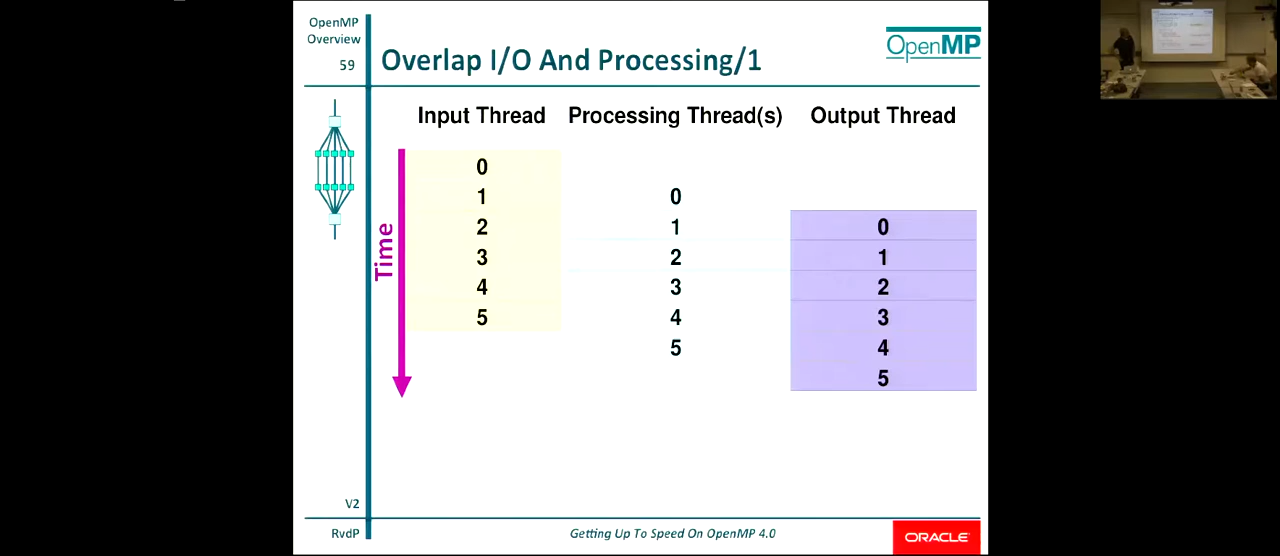 OpenMP
Overview
59
Overlap I/O And Processing/1
OpenMP
Input Thread Processing Thread(s) Output Thread
Time
0
1 0
2 1 0
3 2 1
4 3 2
5 4 3
5 4
5
V2
RvdP
Getting Up To Speed On OpenMP 4.0
ORACLE